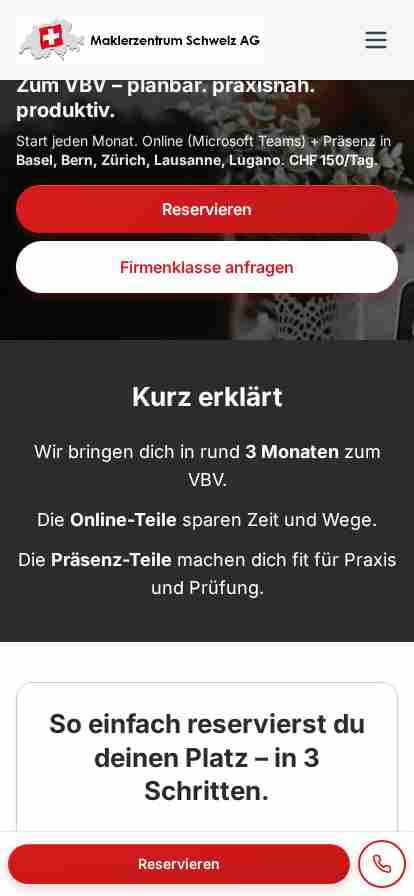 Maklerzentrum Schweiz AG
Zum VBV – planbar. praxisnah.
produktiv.
Start jeden Monat. Online (Microsoft Teams) + Präsenz in
Basel, Bern, Zürich, Lausanne, Lugano. CHF 150/Tag.
Reservieren
Firmenklasse anfragen
Kurz erklärt
Wir bringen dich in rund 3 Monaten zum
VBV.
Die Online-Teile sparen Zeit und Wege.
Die Präsenz-Teile machen dich fit für Praxis
und Prüfung.
So einfach reservierst du
deinen Platz – in 3
Schritten.
Reservieren